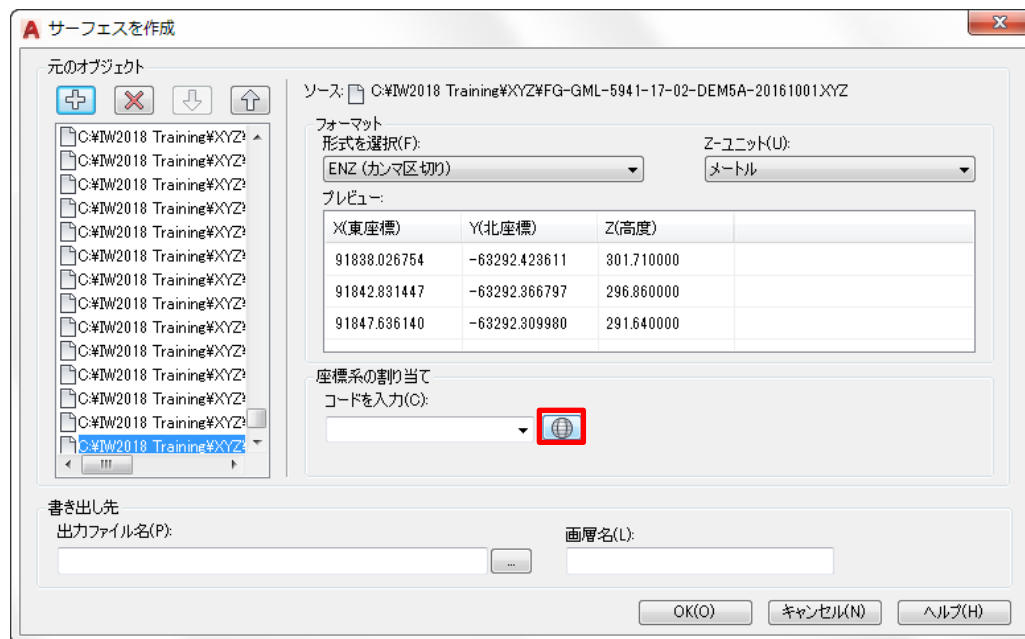 サーフェスを作成
元のオブジェクト
ソース: C:¥IW2018 Training¥XYZ¥FG-GML-5941-17-02-DEM5A-20161001.XYZ
フォーマット
形式を選択(F): Z-ユニット(U):
ENZ (カンマ区切り) メートル
プレビュー:
X(東座標) Y(北座標) Z(高度)
91838.026754 -63292.423611 301.710000
91842.831447 -63292.366797 296.860000
91847.636140 -63292.309980 291.640000
C:¥IW2018 Training¥XYZ¥
C:¥IW2018 Training¥XYZ¥
C:¥IW2018 Training¥XYZ¥
C:¥IW2018 Training¥XYZ¥
C:¥IW2018 Training¥XYZ¥
C:¥IW2018 Training¥XYZ¥
C:¥IW2018 Training¥XYZ¥
C:¥IW2018 Training¥XYZ¥
C:¥IW2018 Training¥XYZ¥
C:¥IW2018 Training¥XYZ¥
C:¥IW2018 Training¥XYZ¥
C:¥IW2018 Training¥XYZ¥
C:¥IW2018 Training¥XYZ¥
C:¥IW2018 Training¥XYZ¥
座標系の割り当て
コードを入力(C):
書き出し先
出力ファイル名(P): 画層名(L):
...
OK(O) キャンセル(N) ヘルプ(H)